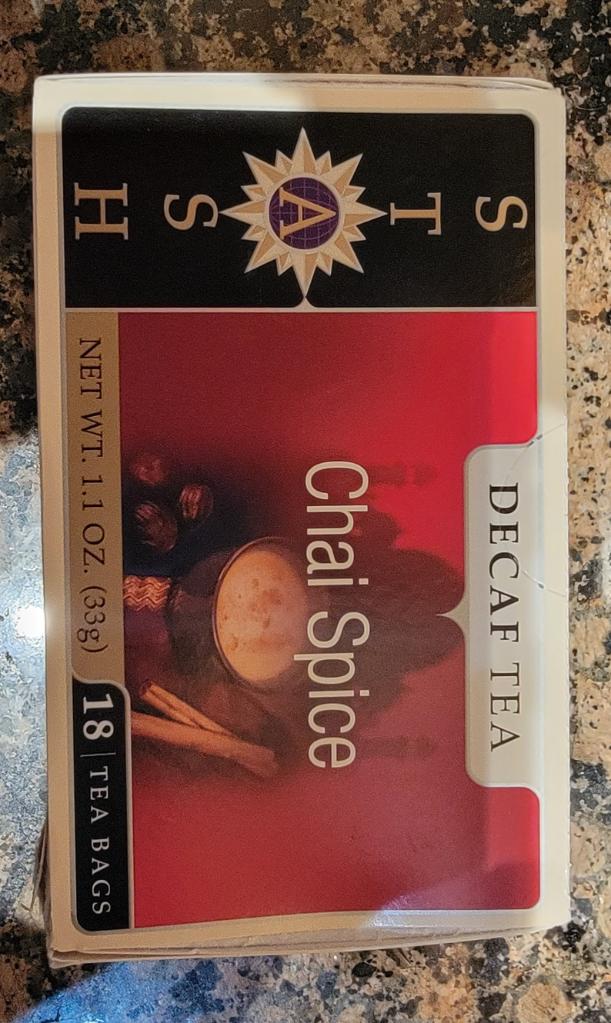 STASH
DECAF TEA
Chai Spice
NET WT. 1.1 OZ. (33g)
18 | TEA BAGS